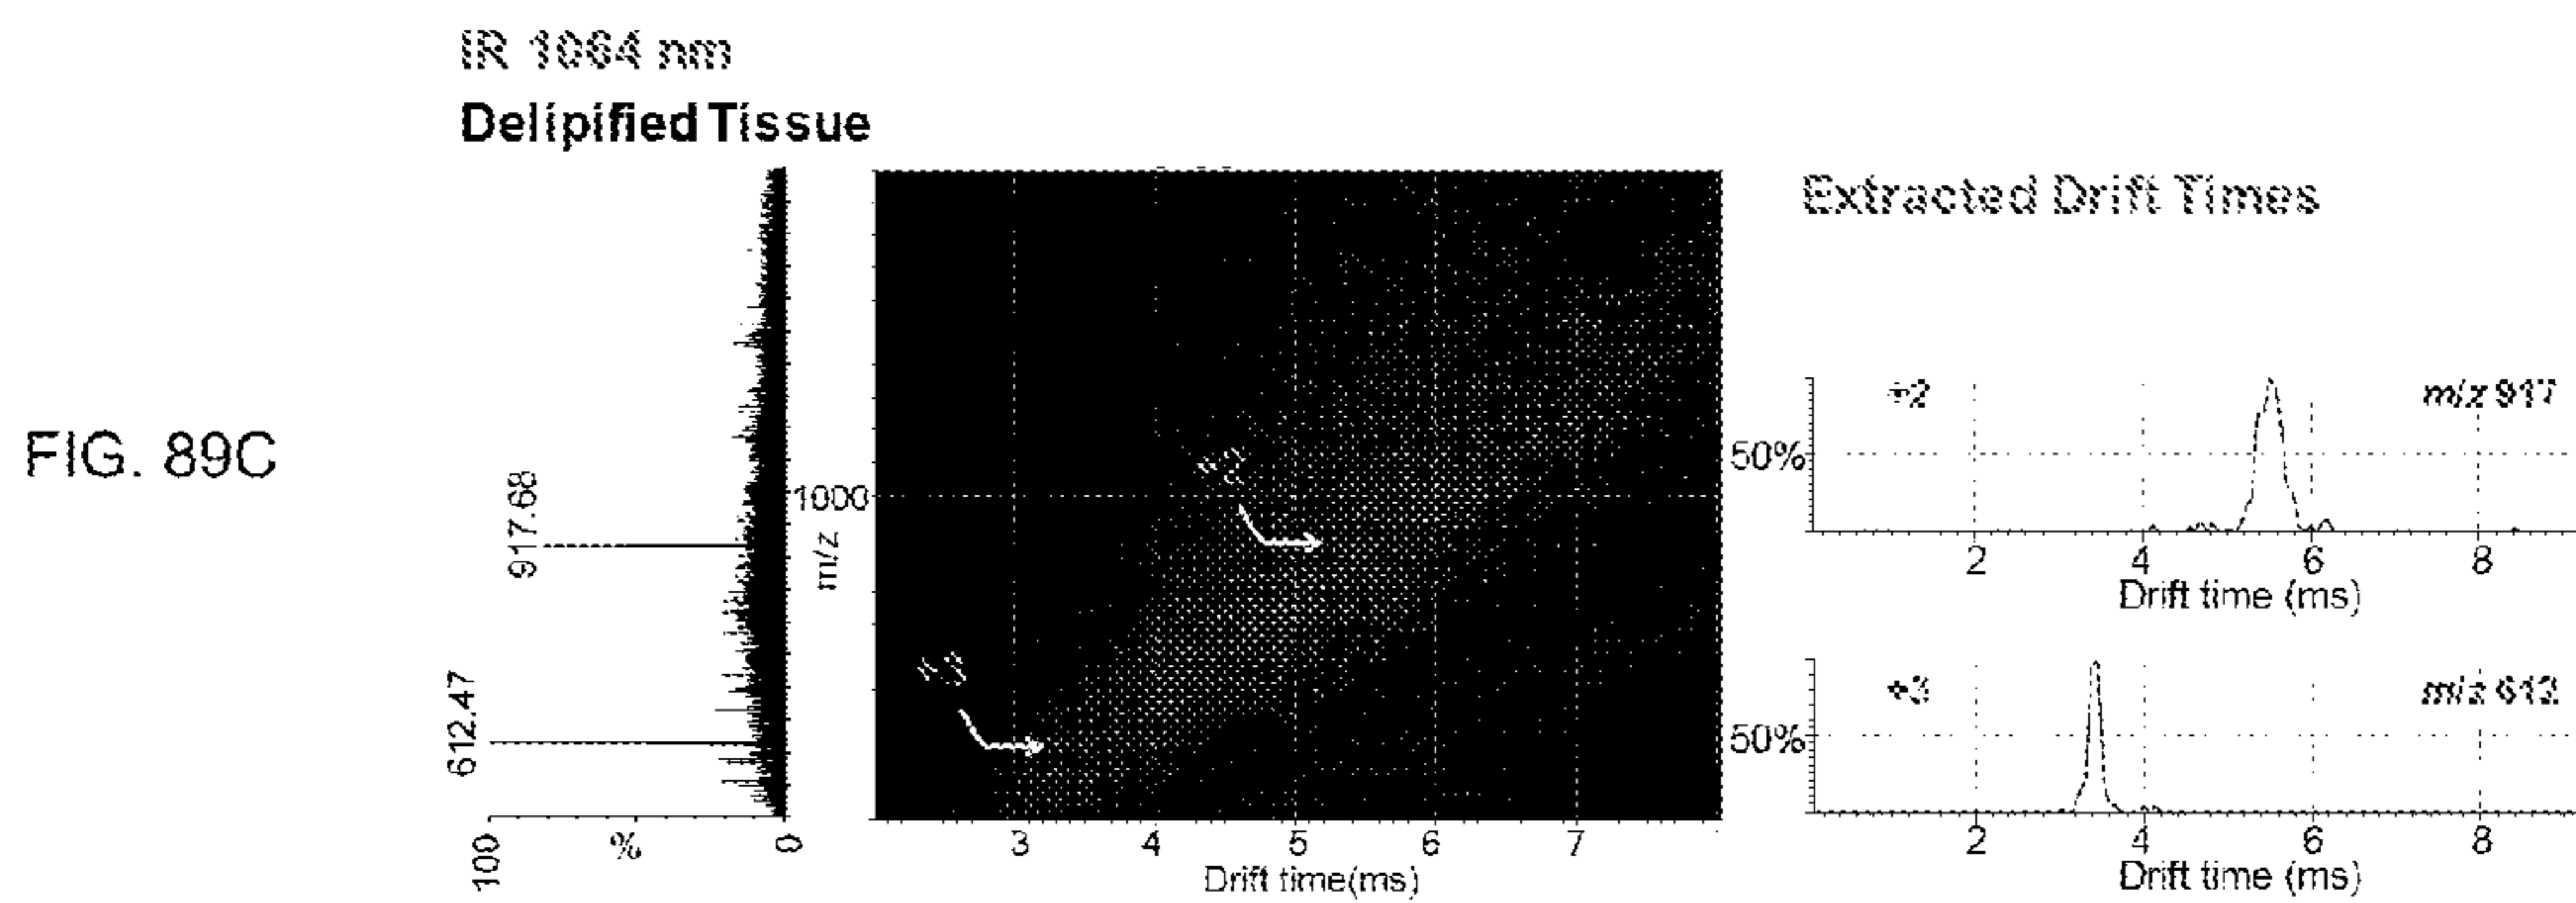 IR 1064 nm
Delipified Tissue
Extracted Drift Times
FIG. 89C
917.68
612.47
100
%
0
1000
m/z
+2
+3
3
4
5
6
7
Drift time(ms)
+2
m/z 917
50%
2
4
6
8
Drift time (ms)
+3
m/z 612
50%
2
4
6
8
Drift time (ms)